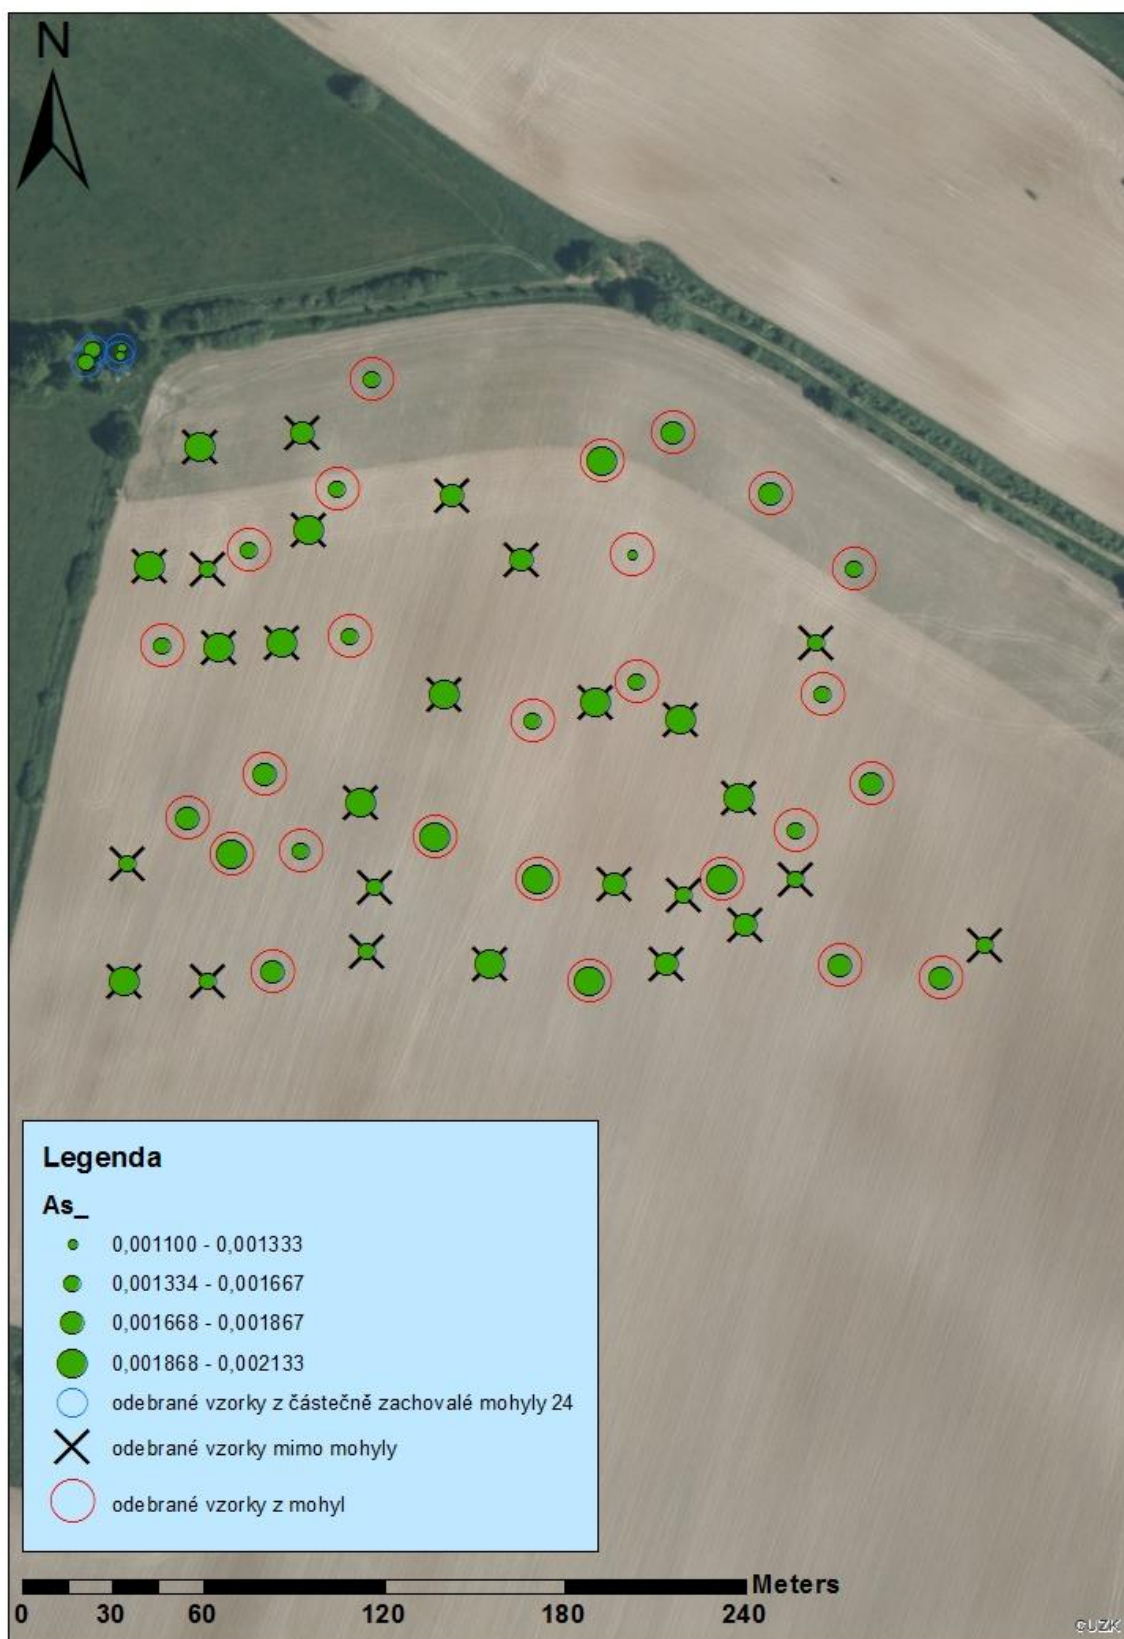 N
Legenda
As_
0,001100 - 0,001333
0,001334 - 0,001667
0,001668 - 0,001867
0,001868 - 0,002133
odebrané vzorky z částečně zachovalé mohyly 24
odebrané vzorky mimo mohyly
odebrané vzorky z mohyl
Meters
0 30 60 120 180 240
CUZK